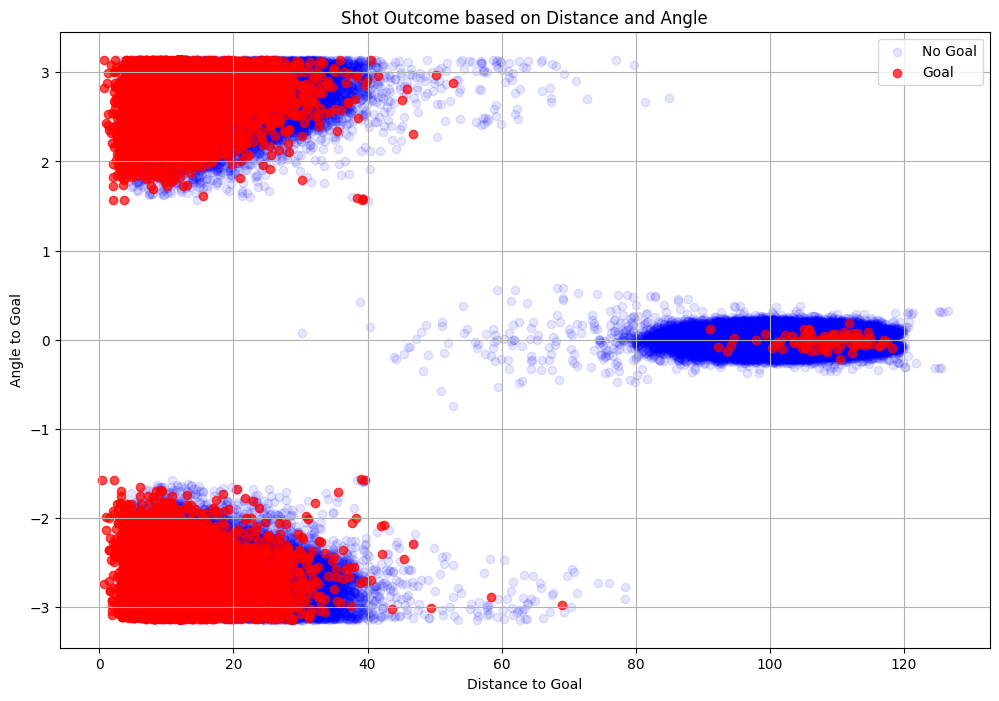 Shot Outcome based on Distance and Angle
No Goal
Goal
3
2
1
0
−1
−2
−3
Angle to Goal
0 20 40 60 80 100 120
Distance to Goal